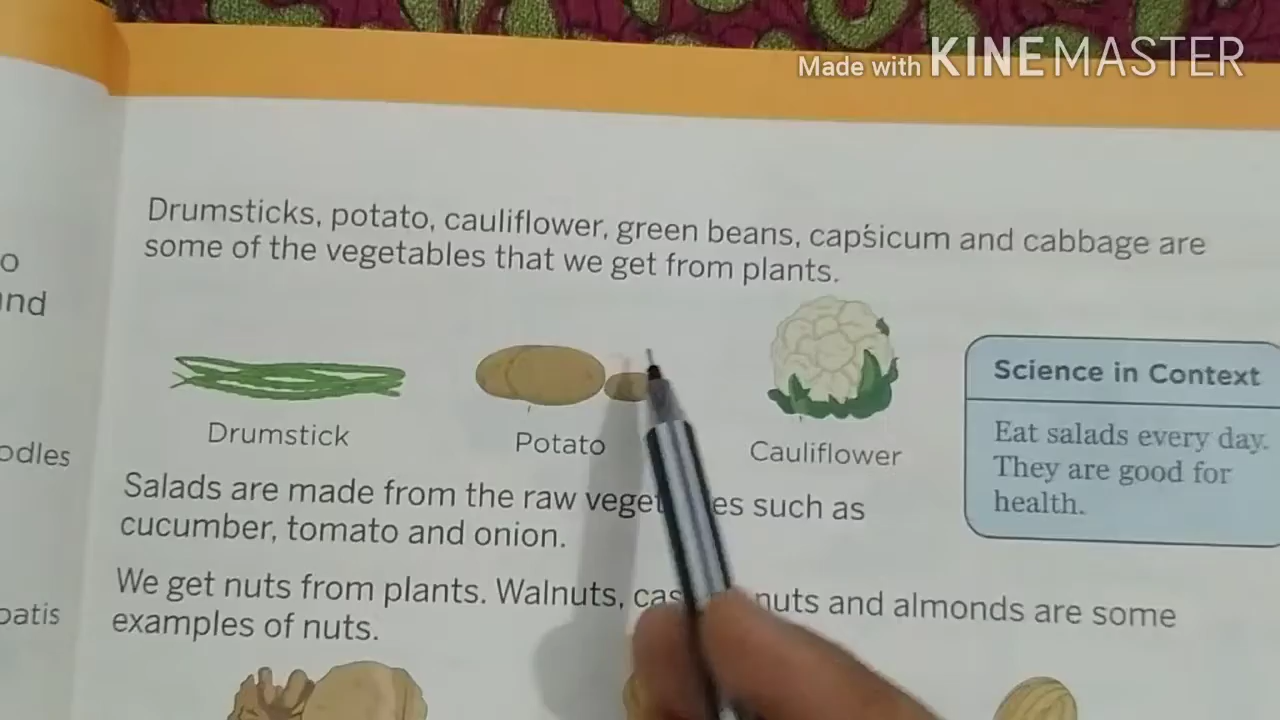 Made with KINEMASTER
Drumsticks, potato, cauliflower, green beans, capsicum and cabbage are
some of the vegetables that we get from plants.
o
and
Science in Context
Eat salads every day.
They are good for
health.
Drumstick
Potato
Cauliflower
Salads are made from the raw such as
cucumber, tomato and onion.
We get nuts from plants. Walnuts, nuts and almonds are some
examples of nuts.
odles
patis